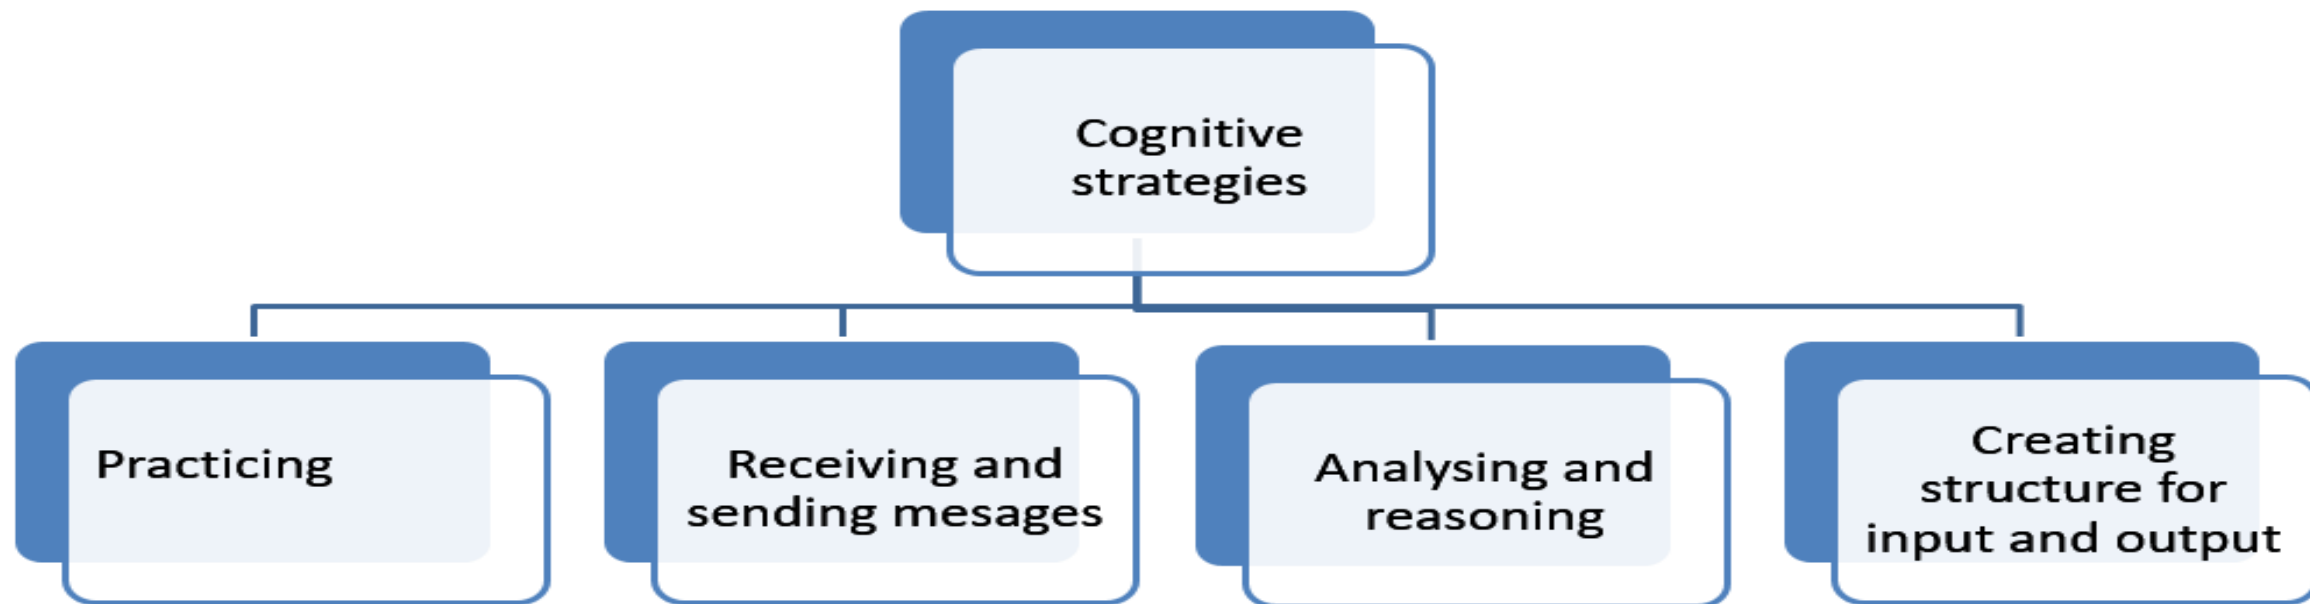 Cognitive
strategies
Practicing
Receiving and
sending mesages
Analysing and
reasoning
Creating
structure for
input and output